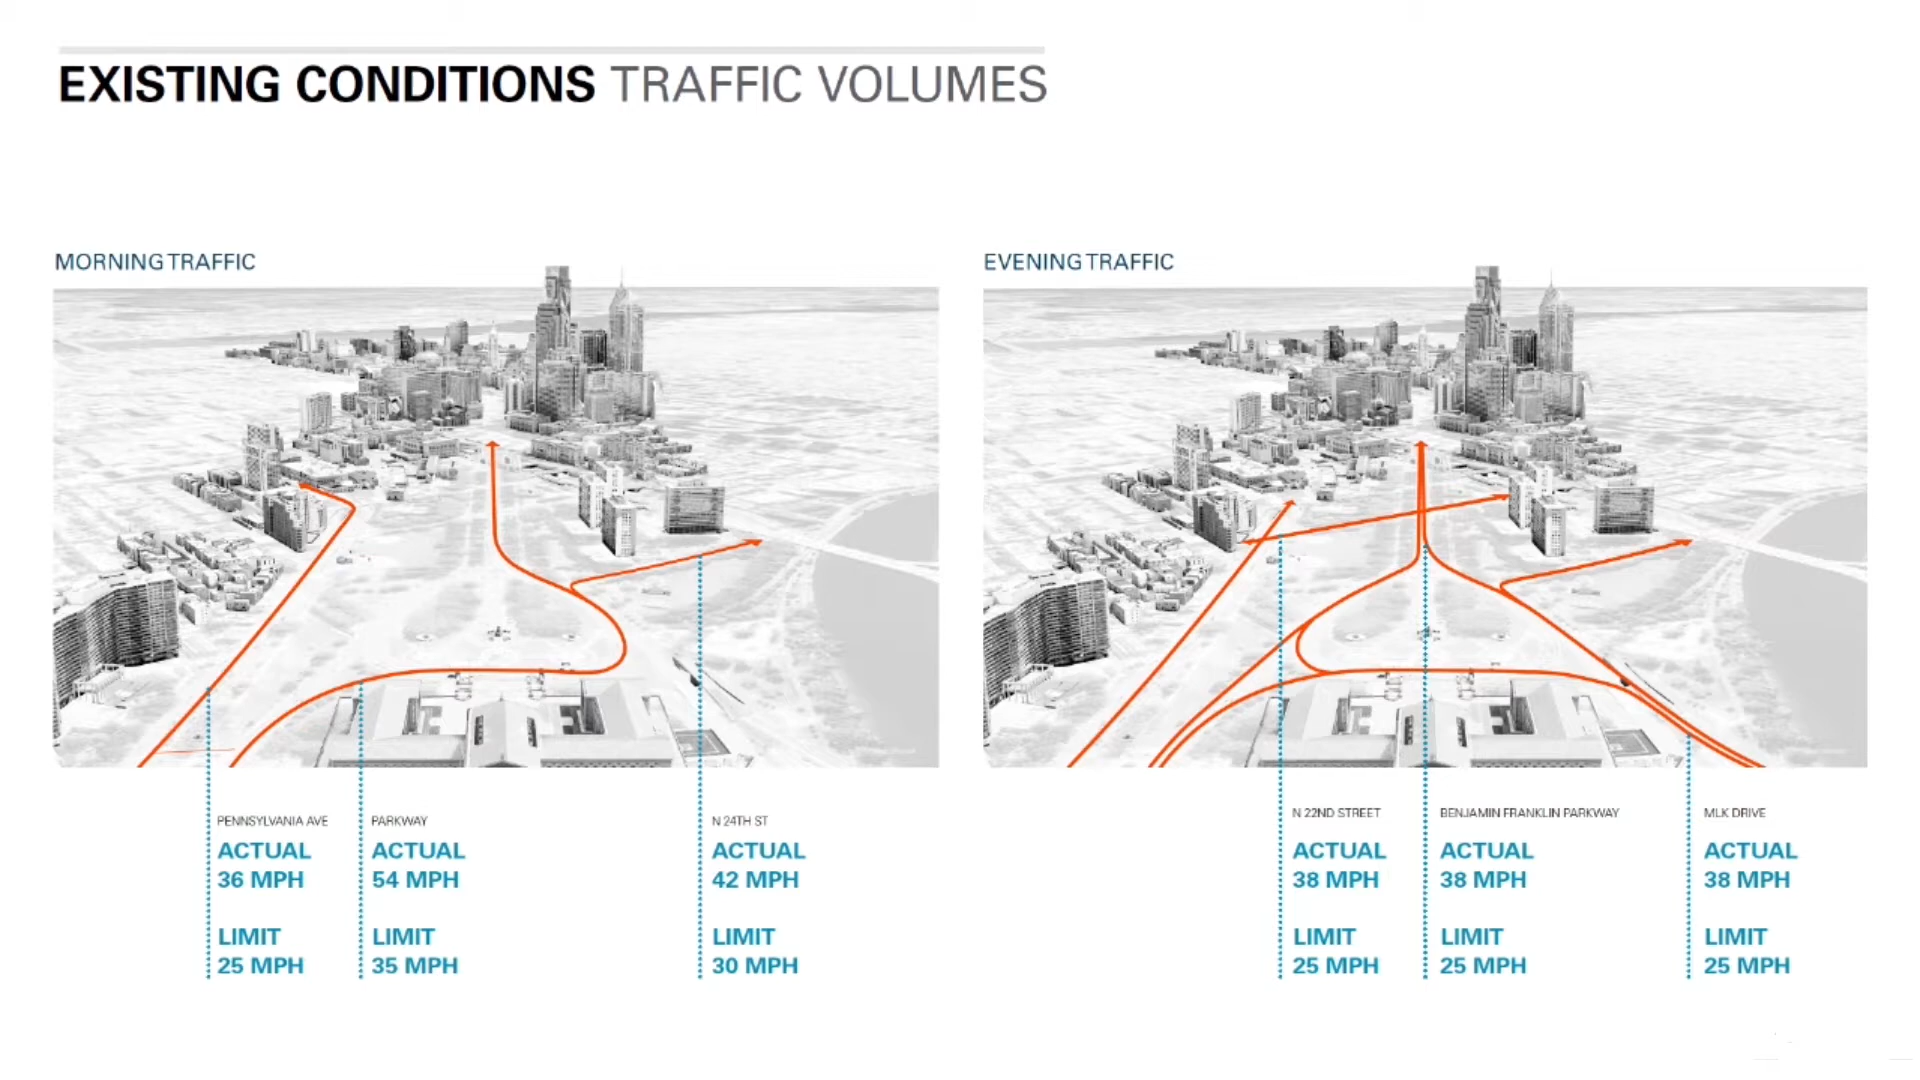 EXISTING CONDITIONS TRAFFIC VOLUMES
MORNING TRAFFIC
PENNSYLVANIA AVE
ACTUAL
36 MPH
LIMIT
25 MPH
PARKWAY
ACTUAL
54 MPH
LIMIT
35 MPH
N 24TH ST
ACTUAL
42 MPH
LIMIT
30 MPH
EVENING TRAFFIC
N 22ND STREET
ACTUAL
38 MPH
LIMIT
25 MPH
BENJAMIN FRANKLIN PARKWAY
ACTUAL
38 MPH
LIMIT
25 MPH
MLK DRIVE
ACTUAL
38 MPH
LIMIT
25 MPH